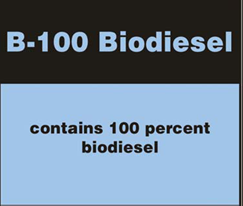 B-100 Biodiesel
contains 100 percent
biodiesel